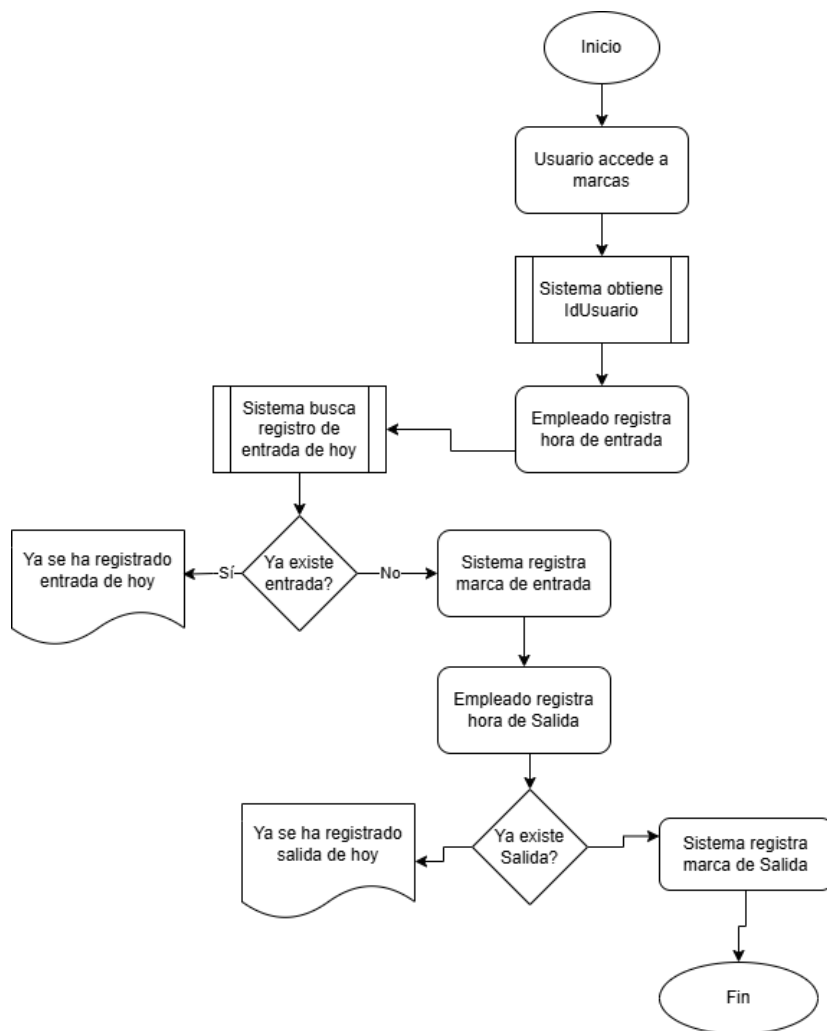 Inicio
Usuario accede a
marcas
Sistema obtiene
IdUsuario
Empleado registra
hora de entrada
Sistema busca
registro de
entrada de hoy
Ya existe
entrada?
Sí
No
Ya se ha registrado
entrada de hoy
Sistema registra
marca de entrada
Empleado registra
hora de Salida
Ya existe
Salida?
Ya se ha registrado
salida de hoy
Sistema registra
marca de Salida
Fin